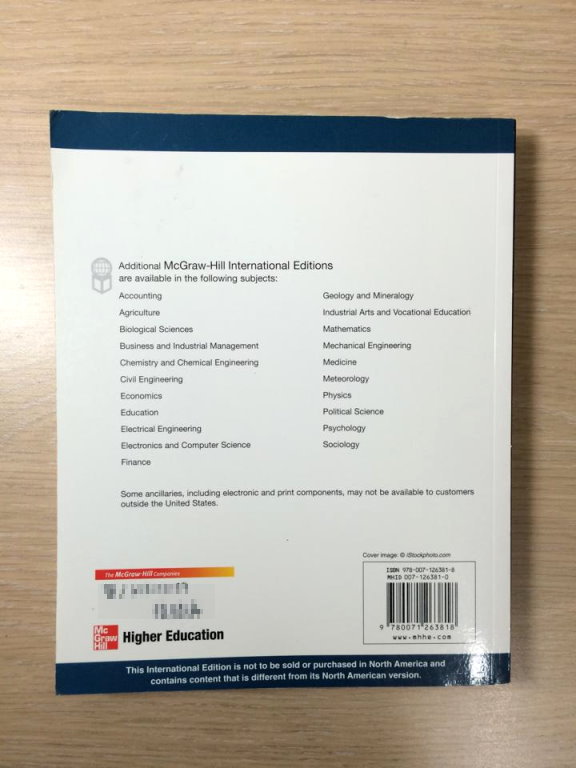 Additional McGraw-Hill International Editions
are available in the following subjects:
Accounting
Agriculture
Biological Sciences
Business and Industrial Management
Chemistry and Chemical Engineering
Civil Engineering
Economics
Education
Electrical Engineering
Electronics and Computer Science
Finance
Geology and Mineralogy
Industrial Arts and Vocational Education
Mathematics
Mechanical Engineering
Medicine
Meteorology
Physics
Political Science
Psychology
Sociology
Some ancillaries, including electronic and print components, may not be available to customers
outside the United States.
Cover image: © iStockphoto.com
The McGraw-Hill Companies
ISBN 978-007-126381-8
MHID 007-126381-0
9 780071 263818
www.mhhe.com
Mc
Graw
Hill
Higher Education
This International Edition is not to be sold or purchased in North America and
contains content that is different from its North American version.